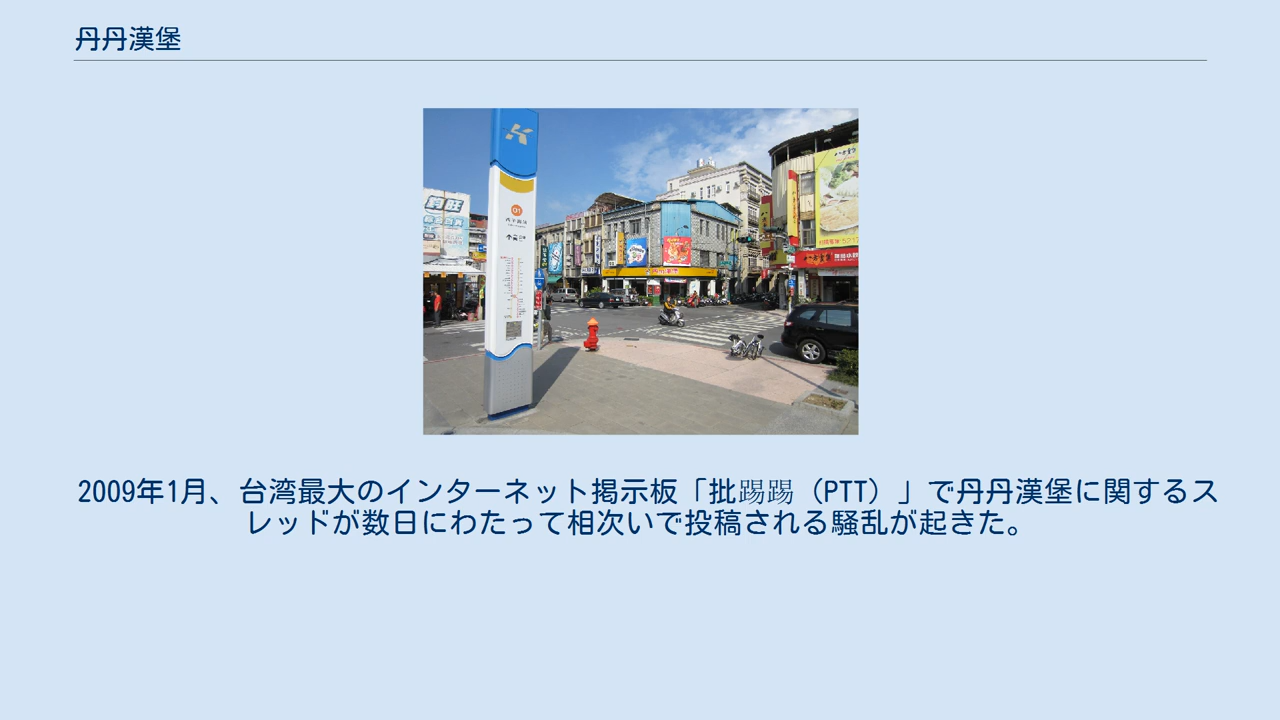 丹丹漢堡
2009年1月、台湾最大のインターネット掲示板「批踢踢（PTT）」で丹丹漢堡に関するス
レッドが数日にわたって相次いで投稿される騒乱が起きた。